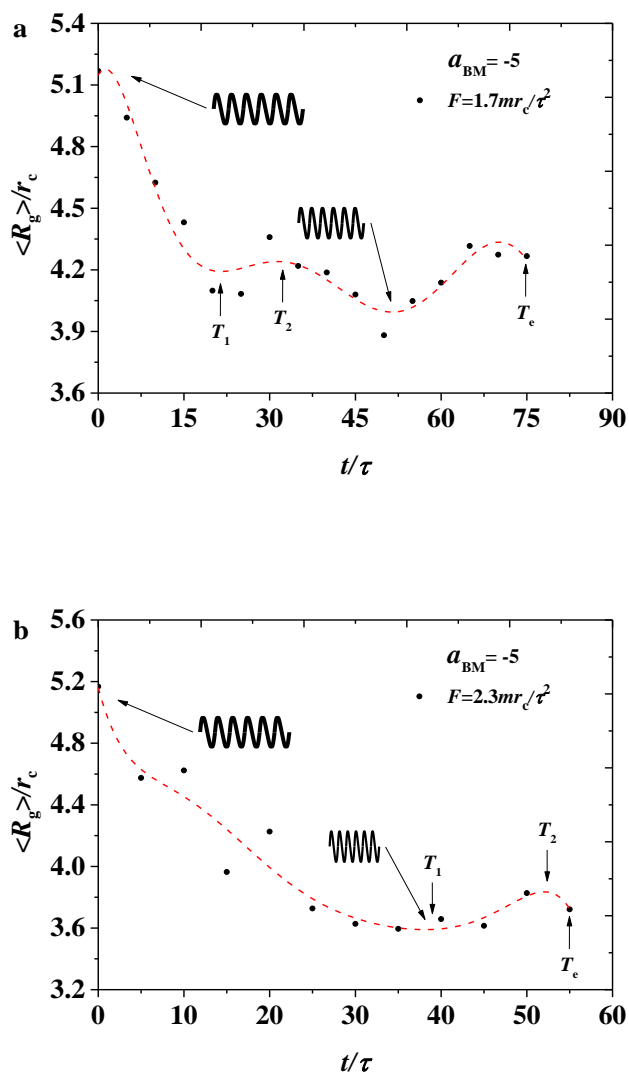 a
a_BM = -5
F=1.7mr_c/τ^2
<R_g>/r_c
5.4
5.1
4.8
4.5
4.2
3.9
3.6
T_1
T_2
T_e
0 15 30 45 60 75 90
t/τ
b
a_BM = -5
F=2.3mr_c/τ^2
<R_g>/r_c
5.6
5.2
4.8
4.4
4.0
3.6
3.2
T_1
T_2
T_e
0 10 20 30 40 50 60
t/τ